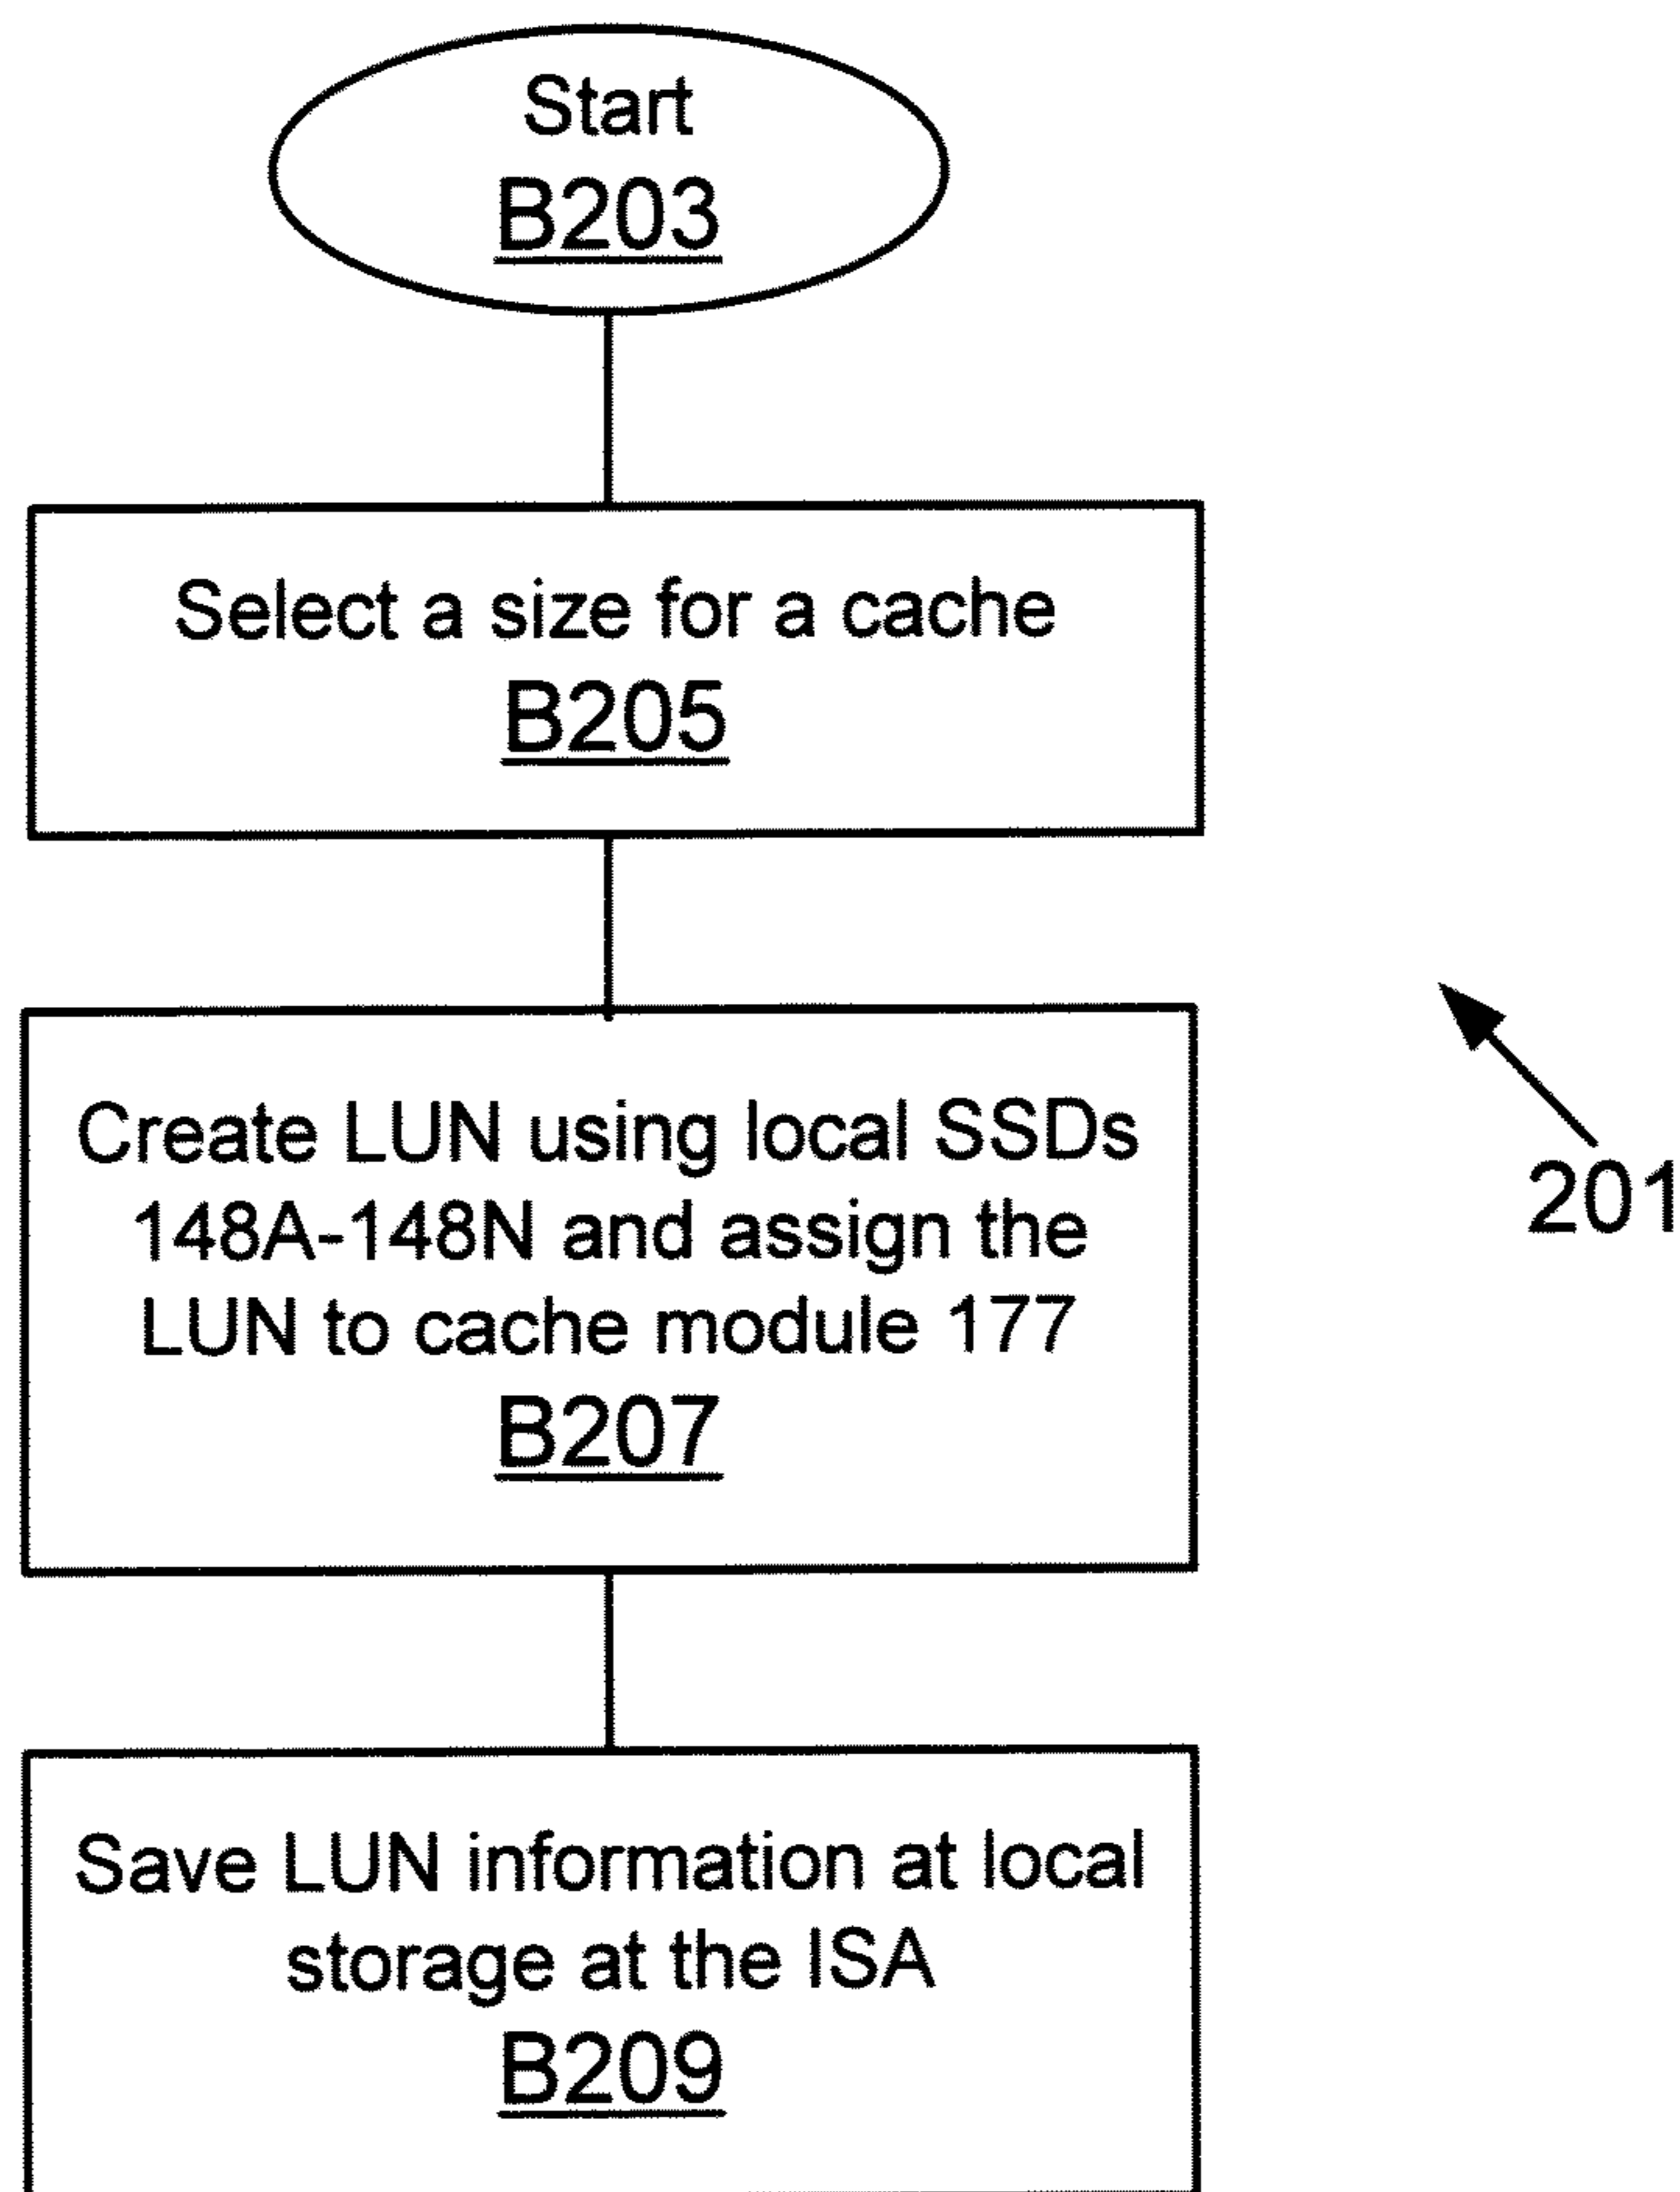 Start
B203
Select a size for a cache
B205
Create LUN using local SSDs
148A-148N and assign the
LUN to cache module 177
B207
201
Save LUN information at local
storage at the ISA
B209